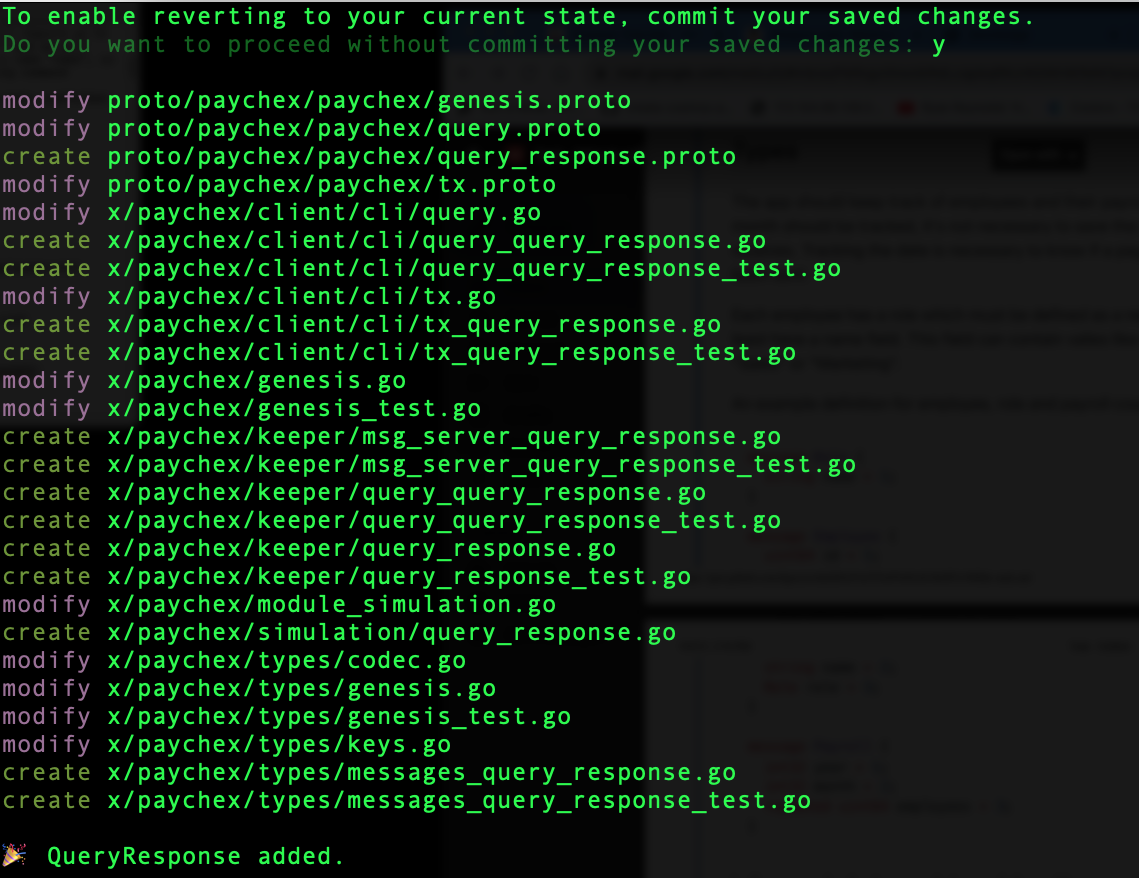 To enable reverting to your current state, commit your saved changes.
Do you want to proceed without committing your saved changes: y
modify proto/paychex/paychex/genesis.proto
modify proto/paychex/paychex/query.proto
create proto/paychex/paychex/query_response.proto
modify proto/paychex/paychex/tx.proto
modify x/paychex/client/cli/query.go
create x/paychex/client/cli/query_query_response.go
create x/paychex/client/cli/query_query_response_test.go
modify x/paychex/client/cli/tx.go
create x/paychex/client/cli/tx_query_response.go
create x/paychex/client/cli/tx_query_response_test.go
modify x/paychex/genesis.go
modify x/paychex/genesis_test.go
create x/paychex/keeper/msg_server_query_response.go
create x/paychex/keeper/msg_server_query_response_test.go
create x/paychex/keeper/query_query_response.go
create x/paychex/keeper/query_query_response_test.go
create x/paychex/keeper/query_response.go
create x/paychex/keeper/query_response_test.go
modify x/paychex/module_simulation.go
create x/paychex/simulation/query_response.go
modify x/paychex/types/codec.go
modify x/paychex/types/genesis.go
modify x/paychex/types/genesis_test.go
modify x/paychex/types/keys.go
create x/paychex/types/messages_query_response.go
create x/paychex/types/messages_query_response_test.go
🎉 QueryResponse added.